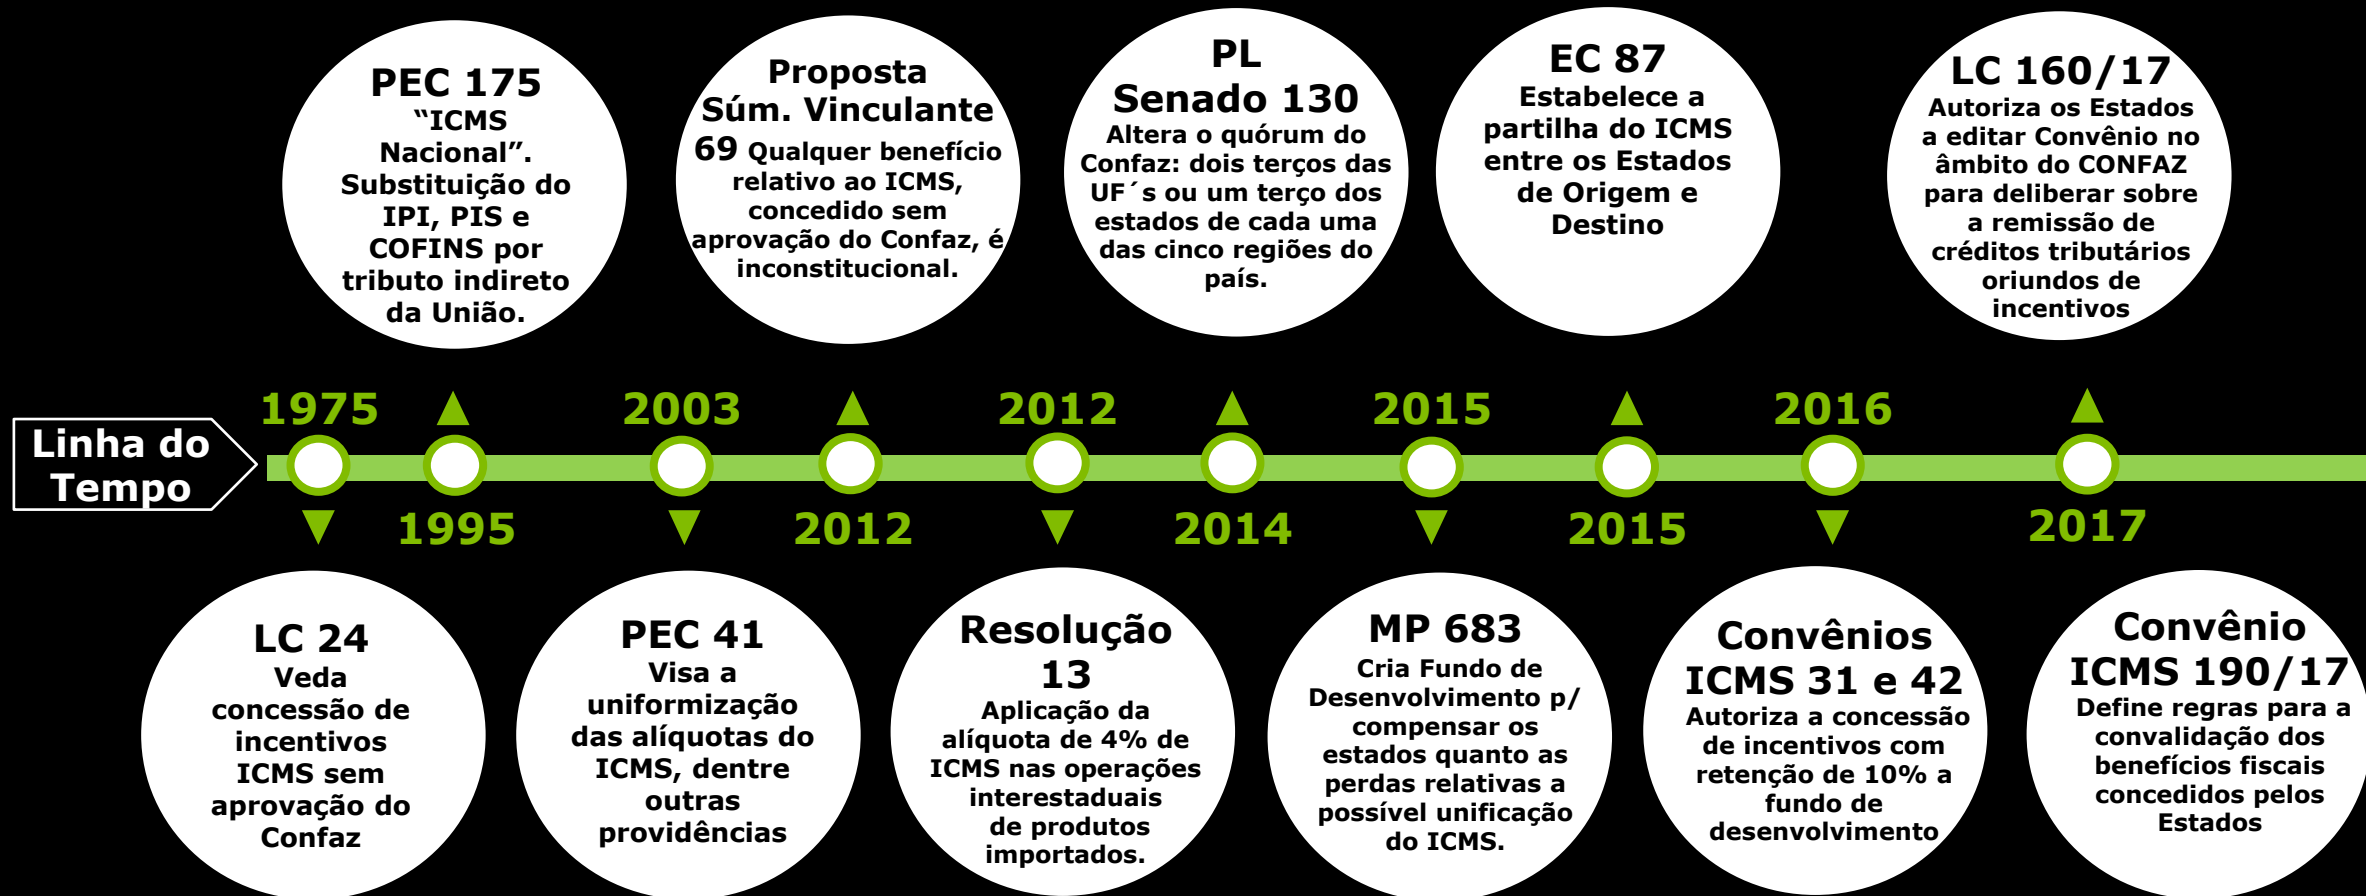 PEC 175
“ICMS
Nacional”.
Substituição do
IPI, PIS e
COFINS por
tributo indireto
da União.
Proposta
Súm. Vinculante
69 Qualquer benefício
relativo ao ICMS,
concedido sem
aprovação do Confaz, é
inconstitucional.
PL
Senado 130
Altera o quórum do
Confaz: dois terços das
UF´s ou um terço dos
estados de cada uma
das cinco regiões do
país.
EC 87
Estabelece a
partilha do ICMS
entre os Estados
de Origem e
Destino
LC 160/17
Autoriza os Estados
a editar Convênio no
âmbito do CONFAZ
para deliberar sobre
a remissão de
créditos tributários
oriundos de
incentivos
Linha do
Tempo
1975
2003
2012
2015
2016
1995
2012
2014
2015
2017
LC 24
Veda
concessão de
incentivos
ICMS sem
aprovação do
Confaz
PEC 41
Visa a
uniformização
das alíquotas do
ICMS, dentre
outras
providências
Resolução
13
Aplicação da
alíquota de 4% de
ICMS nas operações
interestaduais
de produtos
importados.
MP 683
Cria Fundo de
Desenvolvimento p/
compensar os
estados quanto as
perdas relativas a
possível unificação
do ICMS.
Convênios
ICMS 31 e 42
Autoriza a concessão
de incentivos com
retenção de 10% a
fundo de
desenvolvimento
Convênio
ICMS 190/17
Define regras para a
convalidação dos
benefícios fiscais
concedidos pelos
Estados